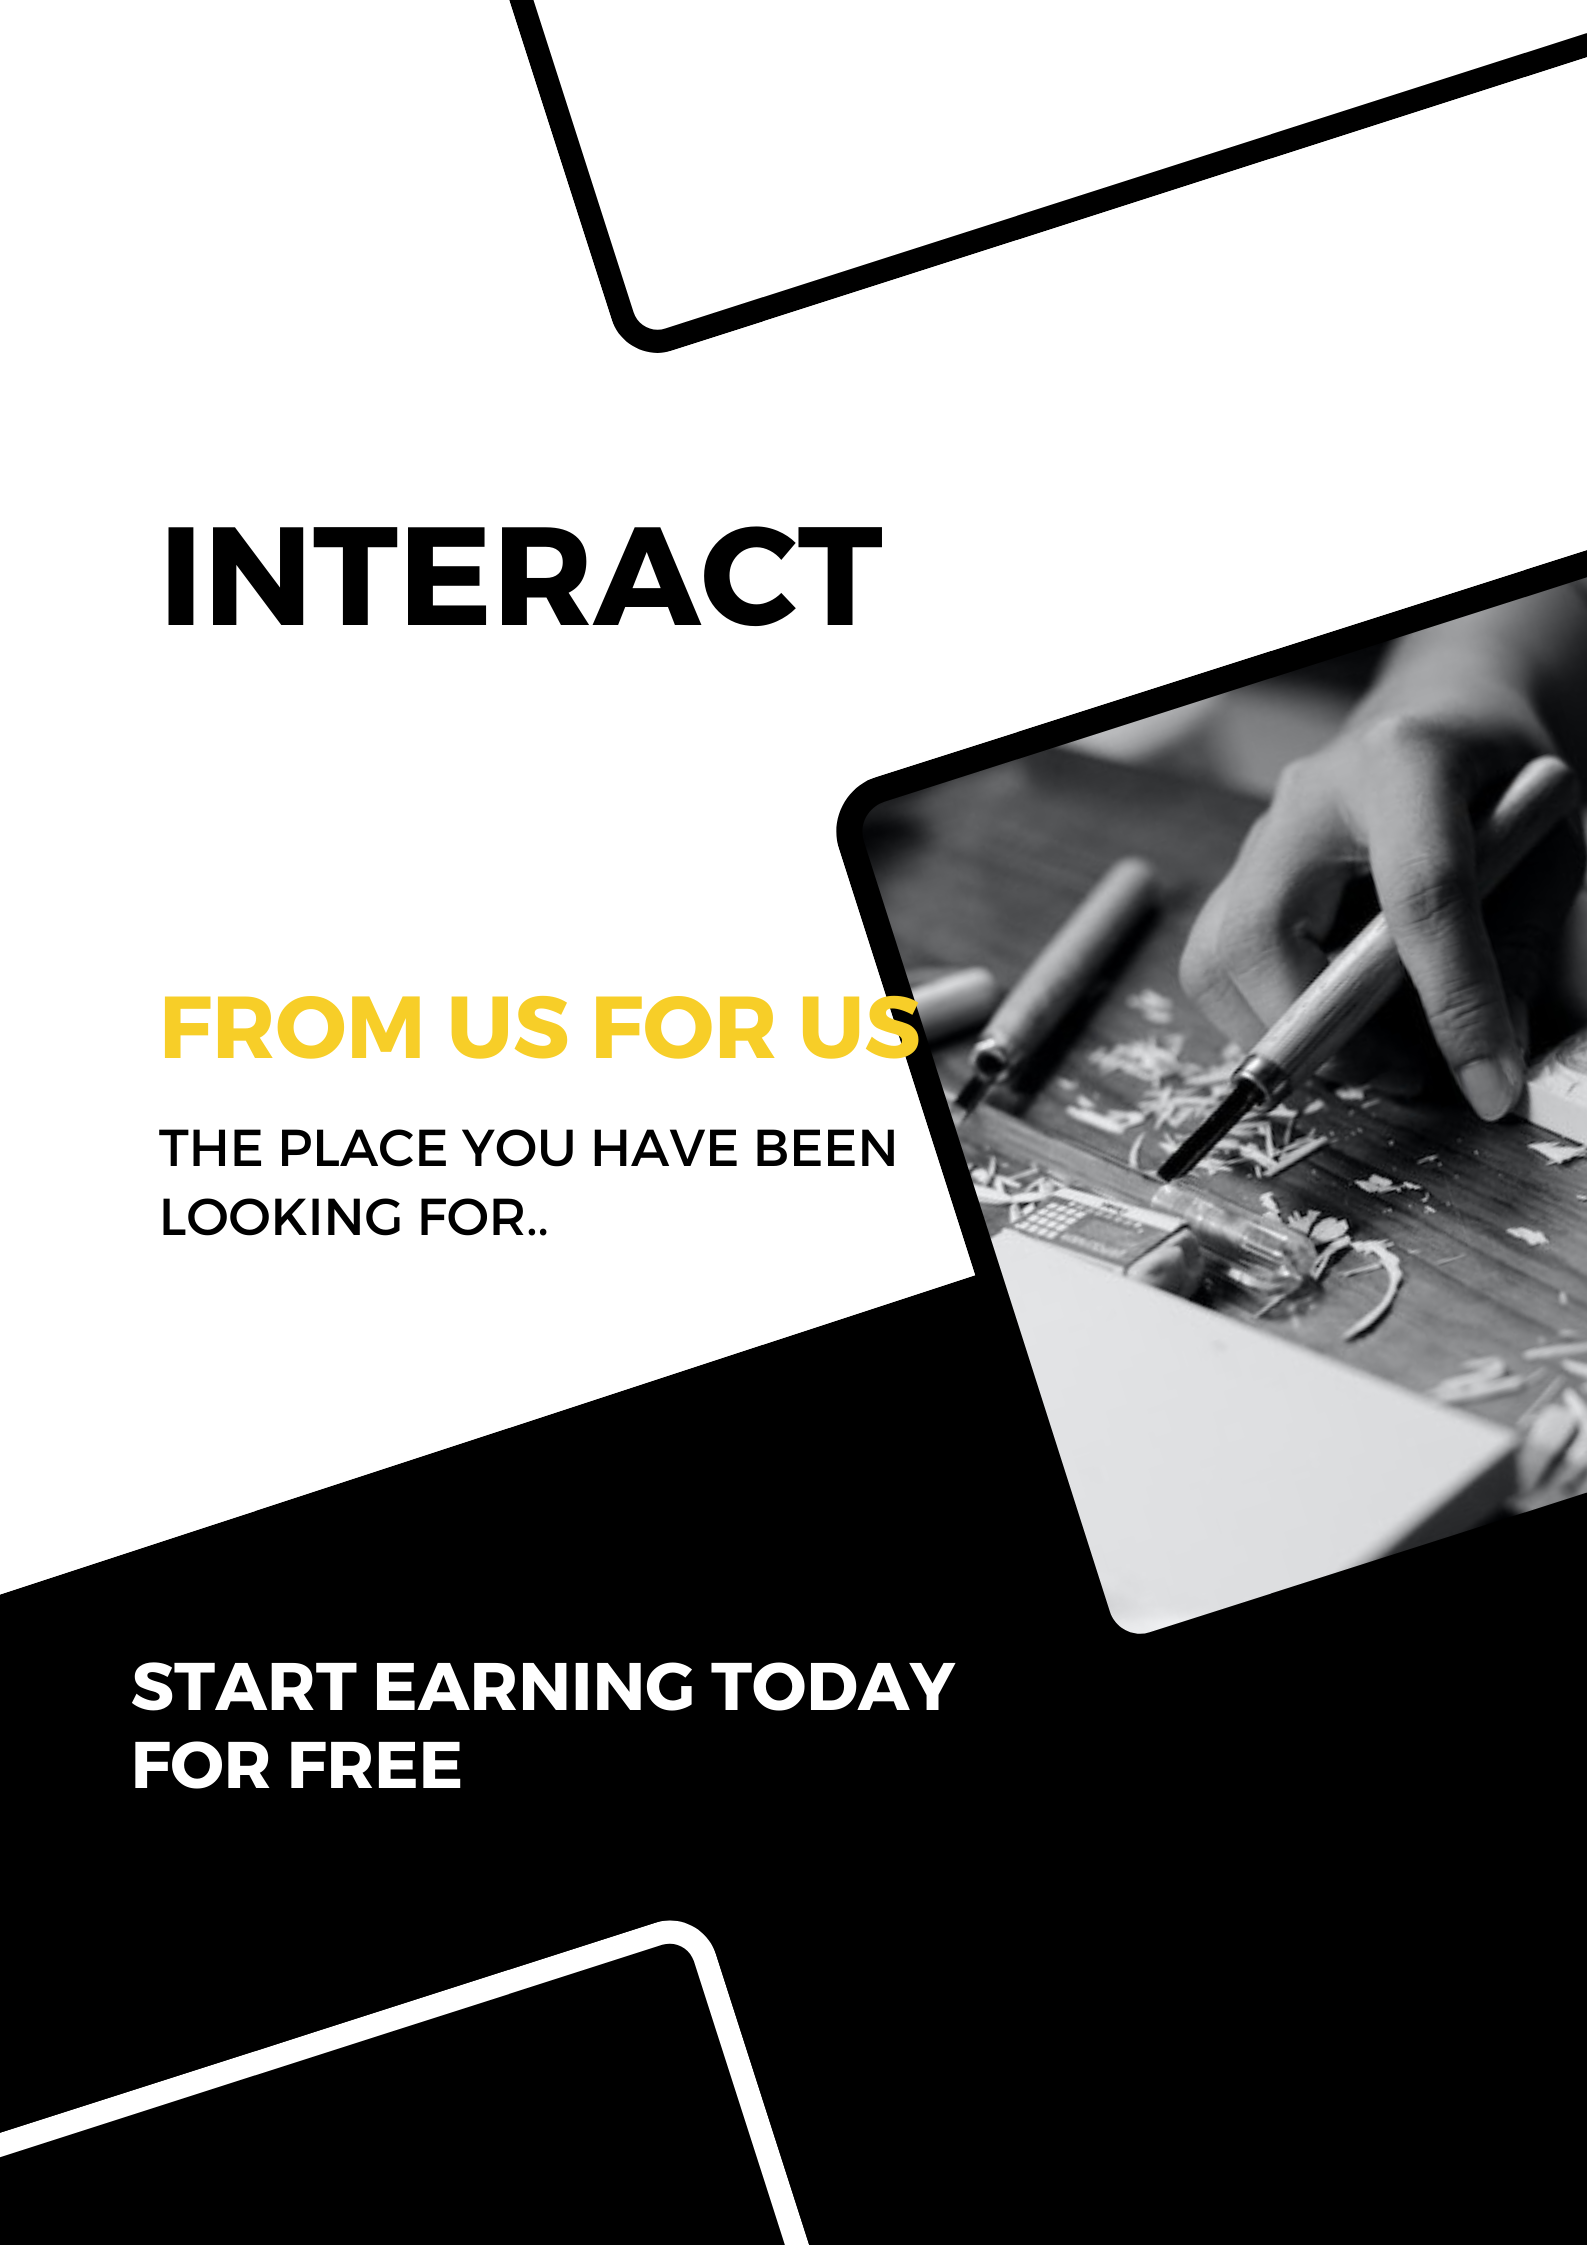 INTERACT
FROM US FOR US
THE PLACE YOU HAVE BEEN
LOOKING FOR..
START EARNING TODAY
FOR FREE